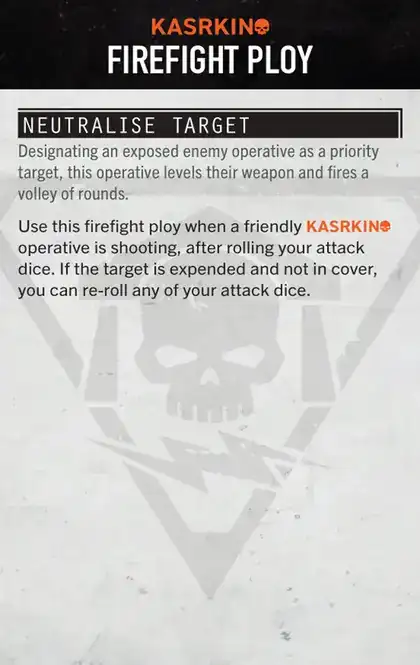 KASRKIN
FIREFIGHT PLOY
NEUTRALISE TARGET
Designating an exposed enemy operative as a priority
target, this operative levels their weapon and fires a
volley of rounds.
Use this firefight ploy when a friendly KASRKIN
operative is shooting, after rolling your attack
dice. If the target is expended and not in cover,
you can re-roll any of your attack dice.